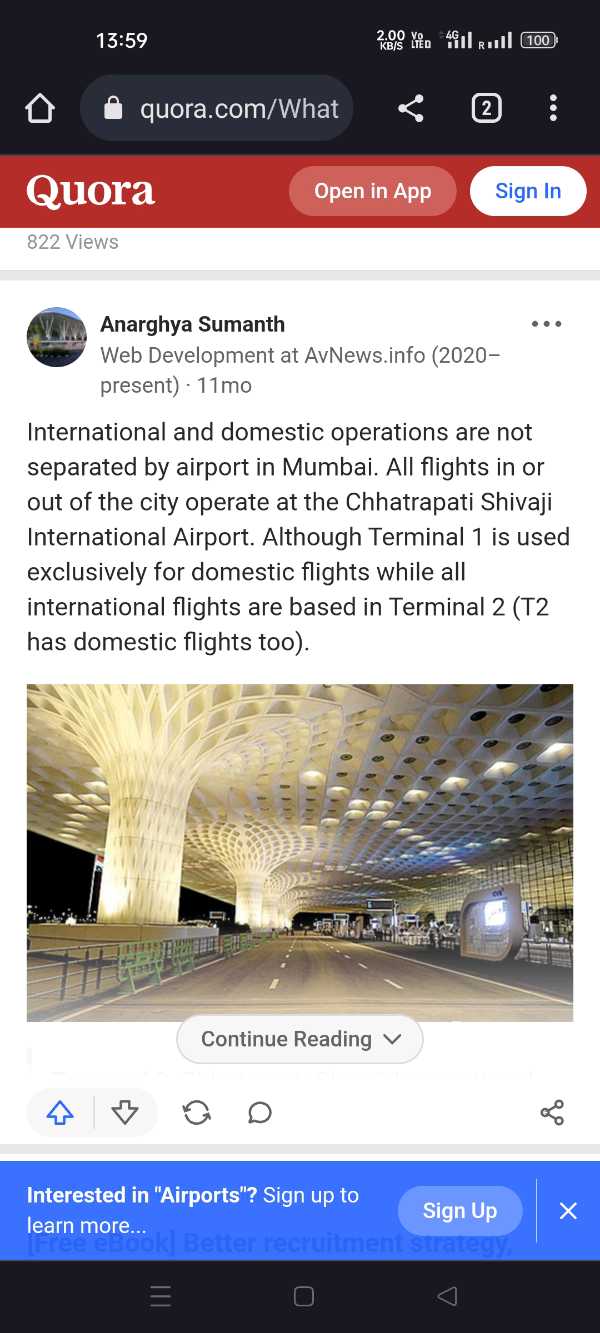 13:59
2.00 KB/S
Vo LTE
4G
R
100
quora.com/What
2
Quora
Open in App
Sign In
822 Views
Anarghya Sumanth
Web Development at AvNews.info (2020–
present) · 11mo
International and domestic operations are not
separated by airport in Mumbai. All flights in or
out of the city operate at the Chhatrapati Shivaji
International Airport. Although Terminal 1 is used
exclusively for domestic flights while all
international flights are based in Terminal 2 (T2
has domestic flights too).
Continue Reading
Interested in "Airports"? Sign up to
learn more...
Sign Up
[Free eBook] Better recruitment strategy,